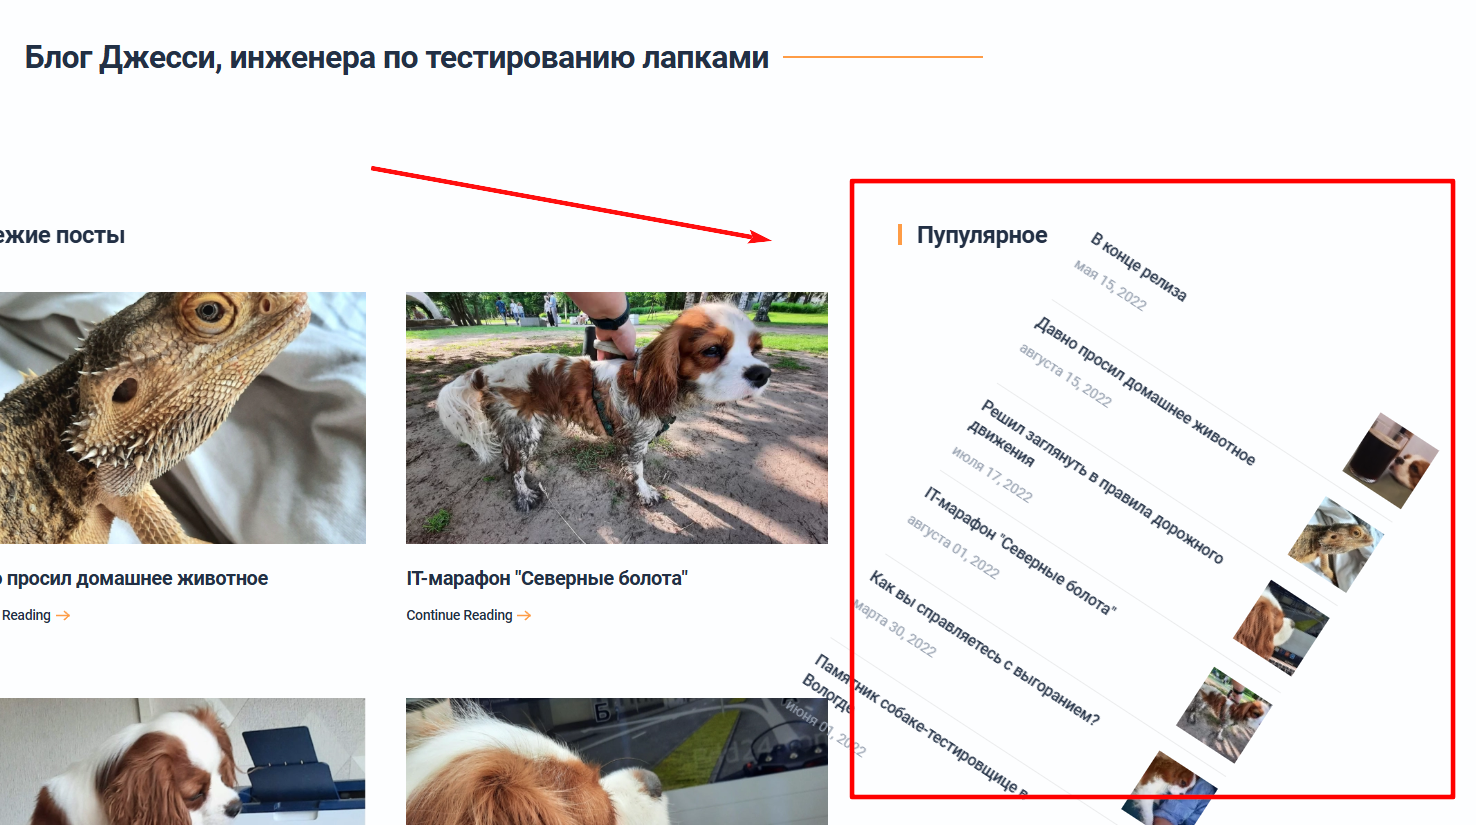 Блог Джесси, инженера по тестированию лапками
ежие посты
о просил домашнее животное
Reading
IT-марафон "Северные болота"
Continue Reading
Пупулярное
В конце релиза
мая 15, 2022
Давно просил домашнее животное
августа 15, 2022
Решил заглянуть в правила дорожного
движения
июля 17, 2022
IT-марафон "Северные болота"
августа 01, 2022
Как вы справляетесь с выгоранием?
марта 30, 2022
Памятник собаке-тестировщице в
Вологде
июня 01, 2022
Б